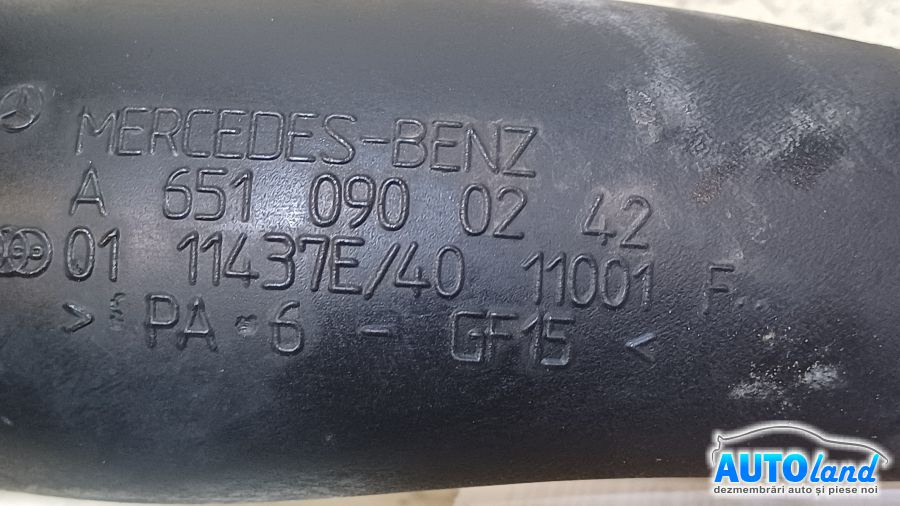 MERCEDES-BENZ
A 651 090 02 42
01 11437E/40 11001 F..
> PA 6 - GF15 <
AUTOland
dezmembrări auto și piese noi